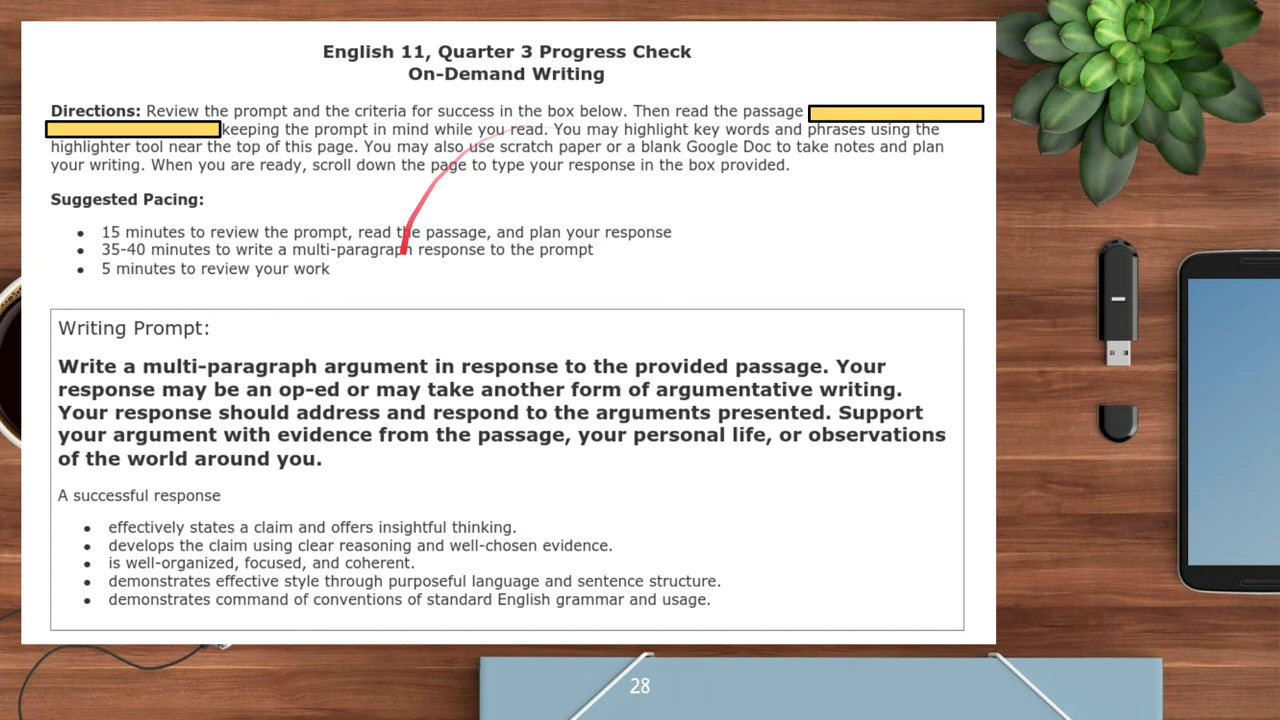 English 11, Quarter 3 Progress Check
On-Demand Writing
Directions: Review the prompt and the criteria for success in the box below. Then read the passage
keeping the prompt in mind while you read. You may highlight key words and phrases using the
highlighter tool near the top of this page. You may also use scratch paper or a blank Google Doc to take notes and plan
your writing. When you are ready, scroll down the page to type your response in the box provided.
Suggested Pacing:
• 15 minutes to review the prompt, read the passage, and plan your response
• 35-40 minutes to write a multi-paragraph response to the prompt
• 5 minutes to review your work
Writing Prompt:
Write a multi-paragraph argument in response to the provided passage. Your
response may be an op-ed or may take another form of argumentative writing.
Your response should address and respond to the arguments presented. Support
your argument with evidence from the passage, your personal life, or observations
of the world around you.
A successful response
• effectively states a claim and offers insightful thinking.
• develops the claim using clear reasoning and well-chosen evidence.
• is well-organized, focused, and coherent.
• demonstrates effective style through purposeful language and sentence structure.
• demonstrates command of conventions of standard English grammar and usage.
28